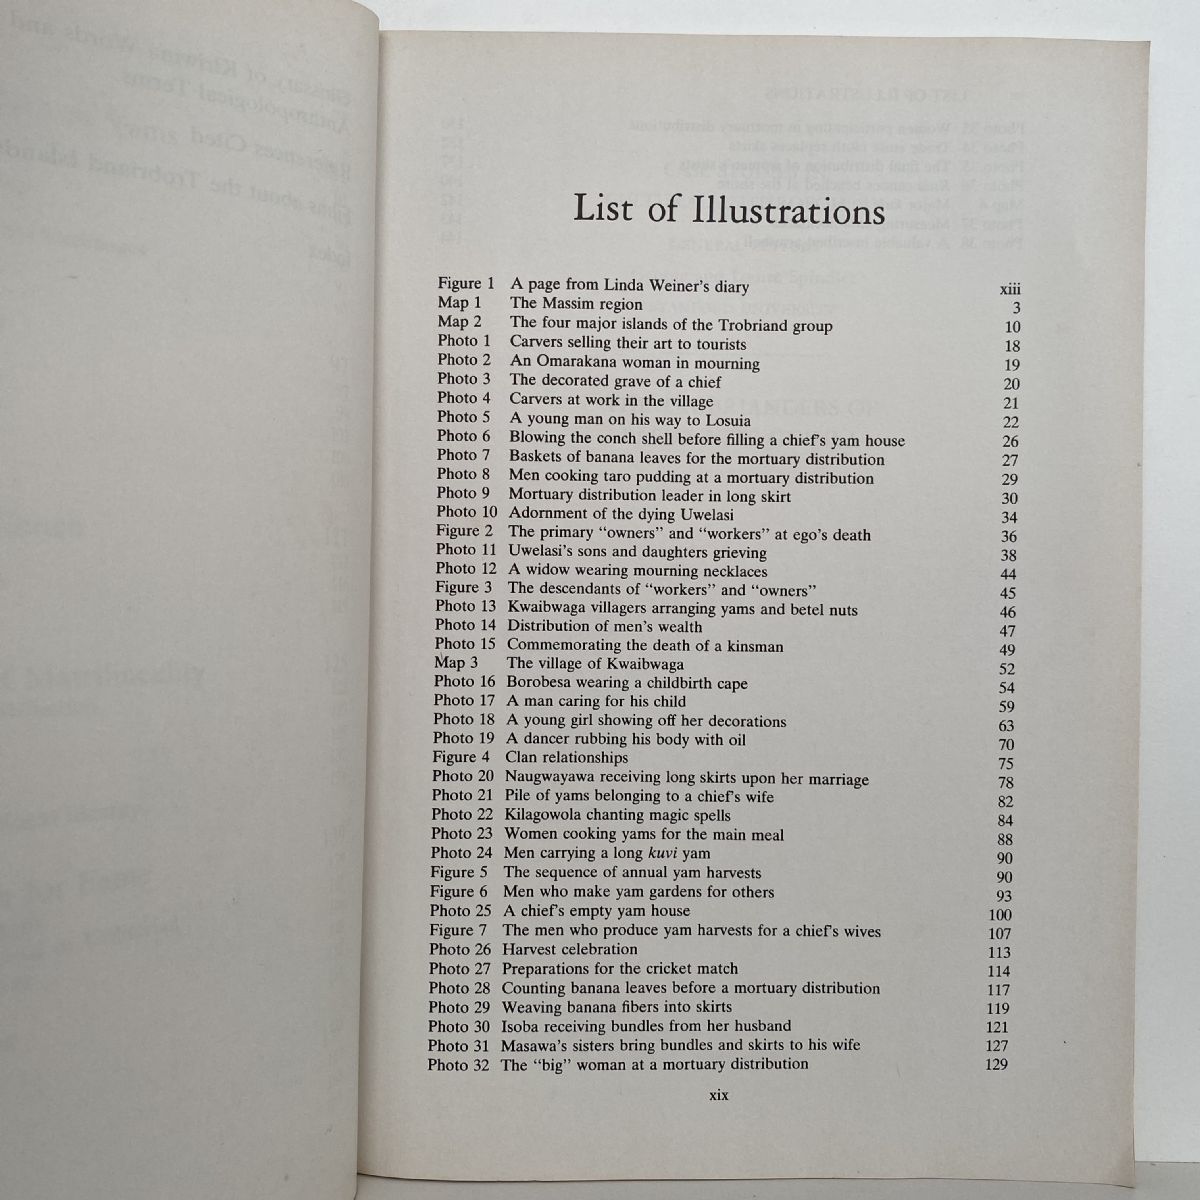 List of Illustrations
Figure 1 A page from Linda Weiner's diary xiii
Map 1 The Massim region 3
Map 2 The four major islands of the Trobriand group 10
Photo 1 Carvers selling their art to tourists 18
Photo 2 An Omarakana woman in mourning 19
Photo 3 The decorated grave of a chief 20
Photo 4 Carvers at work in the village 21
Photo 5 A young man on his way to Losuia 22
Photo 6 Blowing the conch shell before filling a chief's yam house 26
Photo 7 Baskets of banana leaves for the mortuary distribution 27
Photo 8 Men cooking taro pudding at a mortuary distribution 29
Photo 9 Mortuary distribution leader in long skirt 30
Photo 10 Adornment of the dying Uwelasi 34
Figure 2 The primary "owners" and "workers" at ego's death 36
Photo 11 Uwelasi's sons and daughters grieving 38
Photo 12 A widow wearing mourning necklaces 44
Figure 3 The descendants of "workers" and "owners" 45
Photo 13 Kwaibwaga villagers arranging yams and betel nuts 46
Photo 14 Distribution of men's wealth 47
Photo 15 Commemorating the death of a kinsman 49
Map 3 The village of Kwaibwaga 52
Photo 16 Borobesa wearing a childbirth cape 54
Photo 17 A man caring for his child 59
Photo 18 A young girl showing off her decorations 63
Photo 19 A dancer rubbing his body with oil 70
Figure 4 Clan relationships 75
Photo 20 Naugwayawa receiving long skirts upon her marriage 78
Photo 21 Pile of yams belonging to a chief's wife 82
Photo 22 Kilagowola chanting magic spells 84
Photo 23 Women cooking yams for the main meal 88
Photo 24 Men carrying a long kuvi yam 90
Figure 5 The sequence of annual yam harvests 90
Figure 6 Men who make yam gardens for others 93
Photo 25 A chief's empty yam house 100
Figure 7 The men who produce yam harvests for a chief's wives 107
Photo 26 Harvest celebration 113
Photo 27 Preparations for the cricket match 114
Photo 28 Counting banana leaves before a mortuary distribution 117
Photo 29 Weaving banana fibers into skirts 119
Photo 30 Isoba receiving bundles from her husband 121
Photo 31 Masawa's sisters bring bundles and skirts to his wife 127
Photo 32 The "big" woman at a mortuary distribution 129
xix